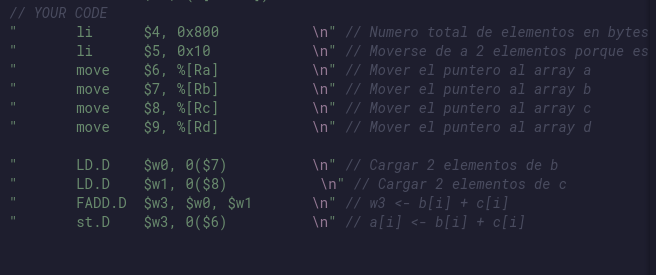 // YOUR CODE
" li $4, 0x800 \n" // Numero total de elementos en bytes
" li $5, 0x10 \n" // Moverse de a 2 elementos porque es
" move $6, %[Ra] \n" // Mover el puntero al array a
" move $7, %[Rb] \n" // Mover el puntero al array b
" move $8, %[Rc] \n" // Mover el puntero al array c
" move $9, %[Rd] \n" // Mover el puntero al array d
" LD.D $w0, 0($7) \n" // Cargar 2 elementos de b
" LD.D $w1, 0($8) \n" // Cargar 2 elementos de c
" FADD.D $w3, $w0, $w1 \n" // w3 <- b[i] + c[i]
" st.D $w3, 0($6) \n" // a[i] <- b[i] + c[i]